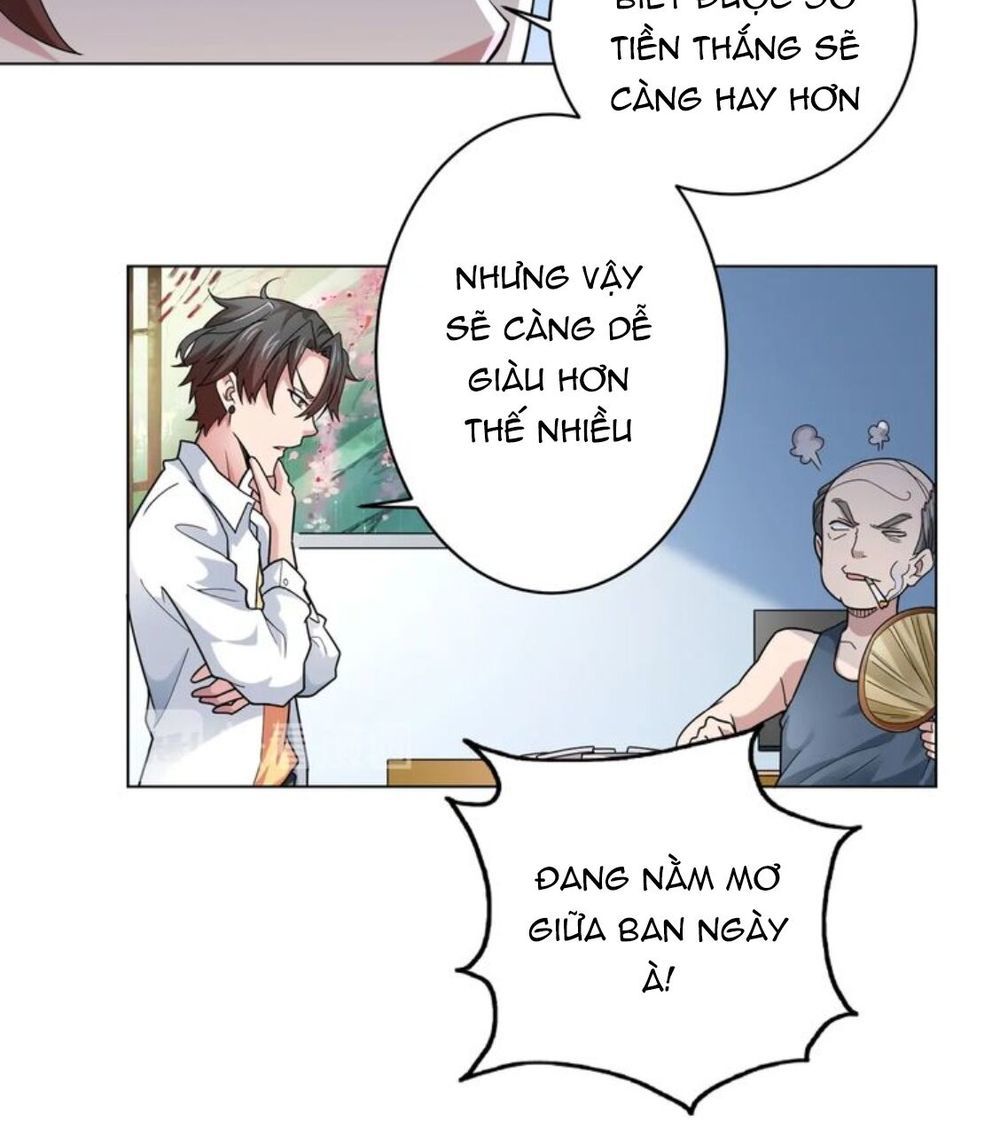 TIỀN THẮNG SẼ
CÀNG HAY HƠN
NHƯNG VẬY
SẼ CÀNG DỄ
GIÀU HƠN
THẾ NHIỀU
ĐANG NẰM MƠ
GIỮA BAN NGÀY
À!